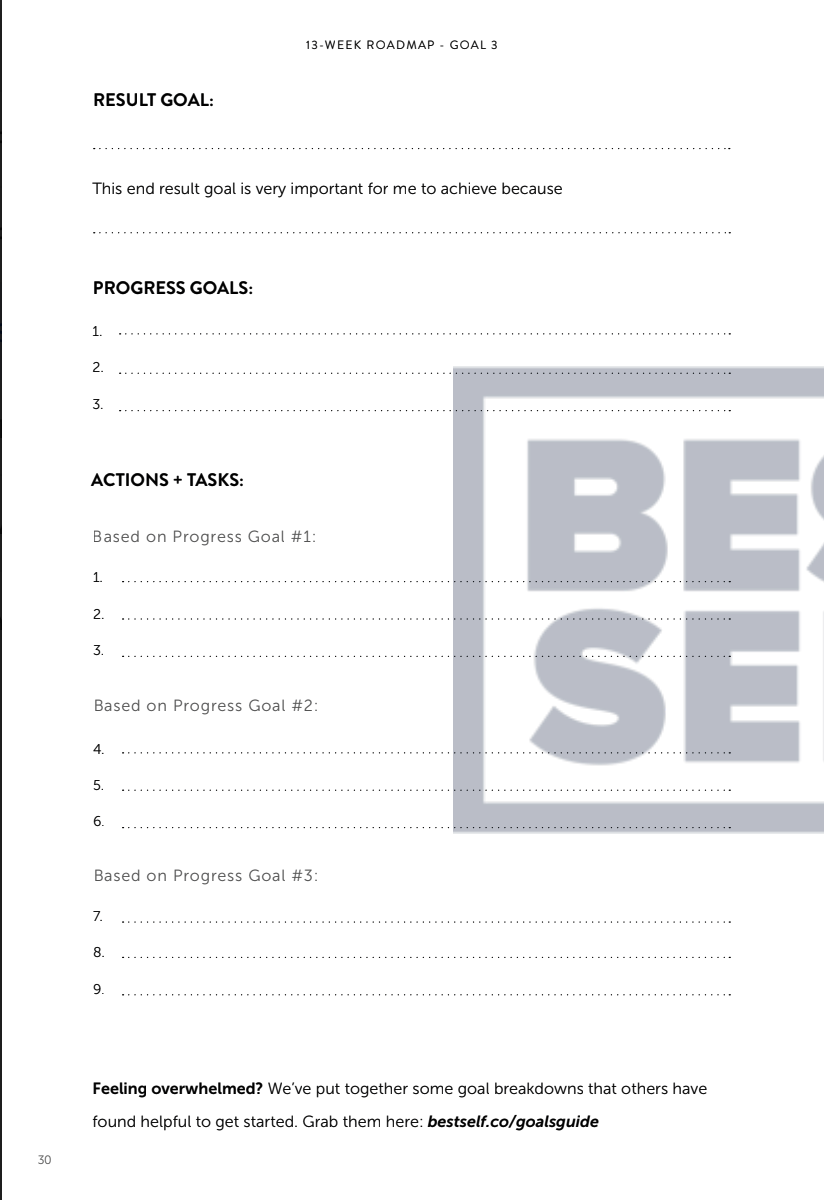 13-WEEK ROADMAP - GOAL 3
RESULT GOAL:
This end result goal is very important for me to achieve because
PROGRESS GOALS:
1.
2.
3.
ACTIONS + TASKS:
Based on Progress Goal #1:
1.
2.
3.
Based on Progress Goal #2:
4.
5.
6.
Based on Progress Goal #3:
7.
8.
9.
Feeling overwhelmed? We’ve put together some goal breakdowns that others have
found helpful to get started. Grab them here: bestself.co/goalsguide
30